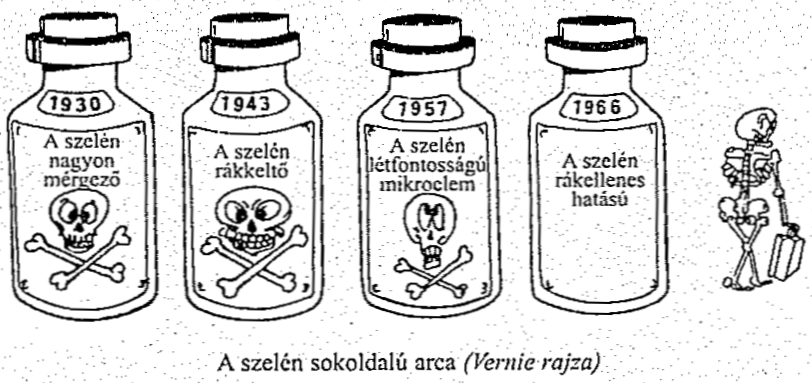 1930
A szelén
nagyon
mérgező
1943
A szelén
rákkeltő
1957
A szelén
létfontosságú
mikroelem
1966
A szelén
rákellenes
hatású
A szelén sokoldalú arca (Vernie rajza)